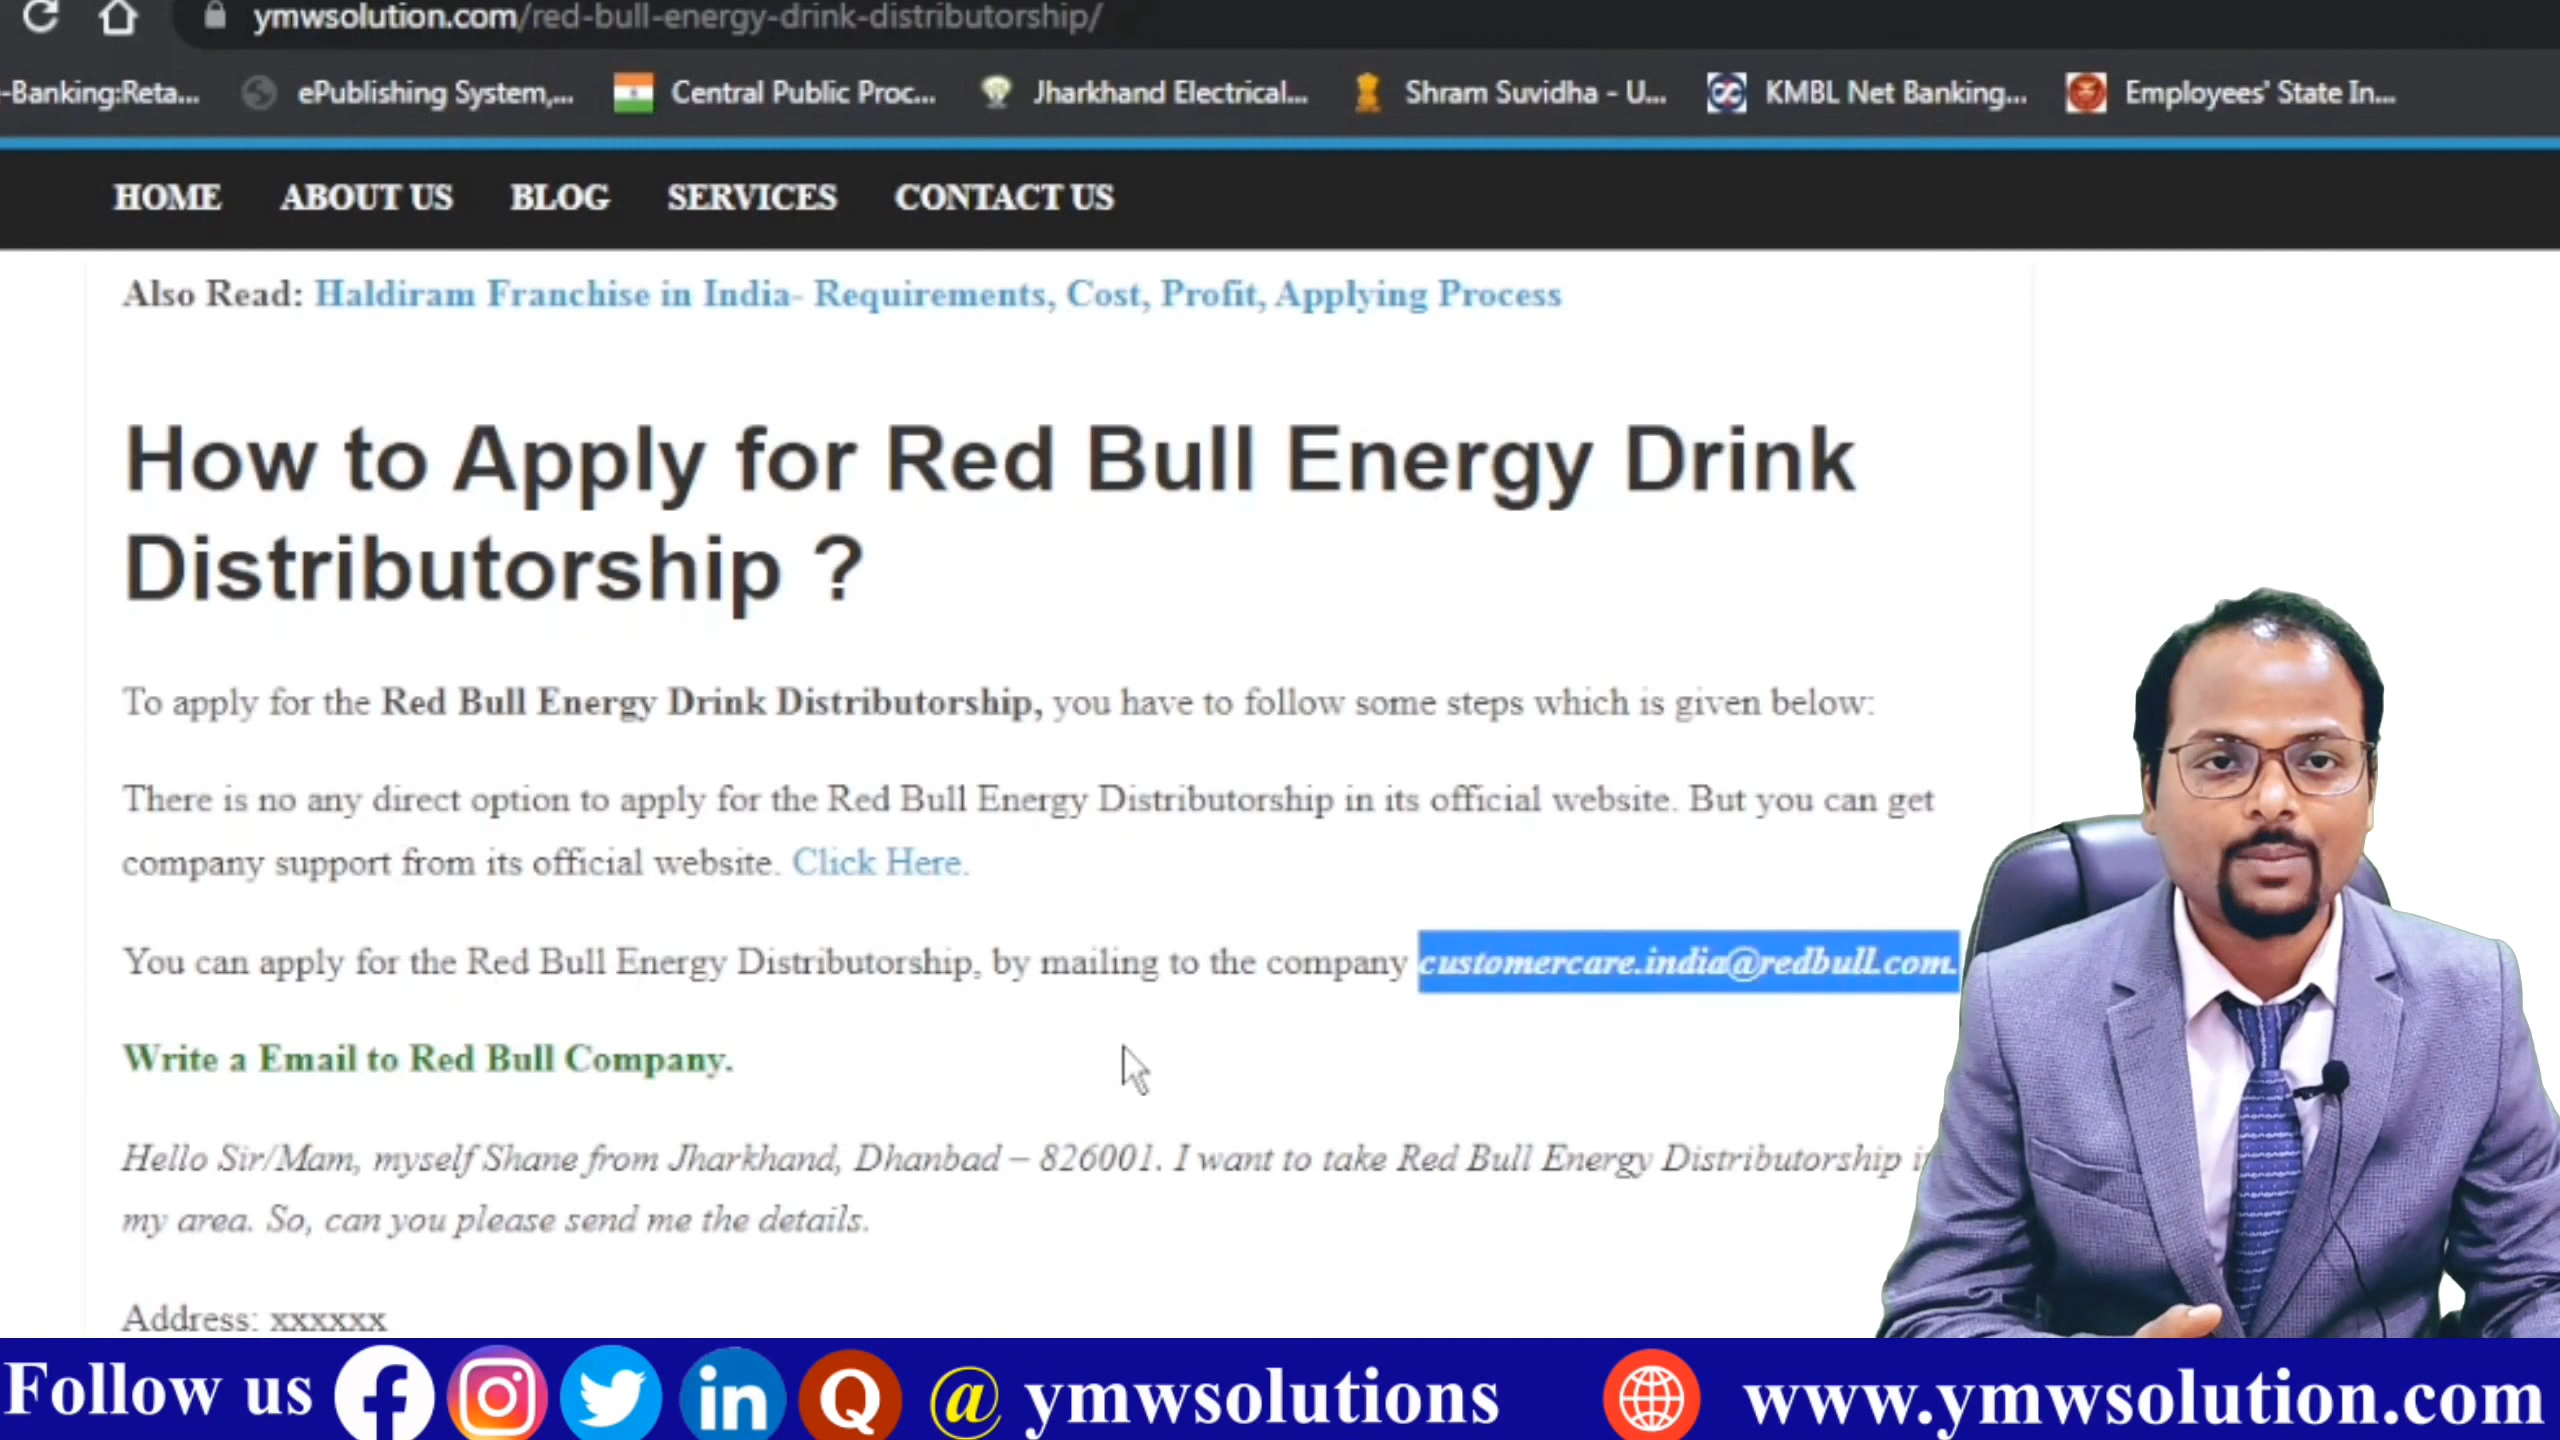 ymwsolution.com/red-bull-energy-drink-distributorship/
-Banking:Reta... ePublishing System,... Central Public Proc... Jharkhand Electrical... Shram Suvidha - U... KMBL Net Banking... Employees' State In...
HOME ABOUT US BLOG SERVICES CONTACT US
Also Read: Haldiram Franchise in India- Requirements, Cost, Profit, Applying Process
How to Apply for Red Bull Energy Drink
Distributorship ?
To apply for the Red Bull Energy Drink Distributorship, you have to follow some steps which is given below:
There is no any direct option to apply for the Red Bull Energy Distributorship in its official website. But you can get
company support from its official website. Click Here.
You can apply for the Red Bull Energy Distributorship, by mailing to the company customercare.india@redbull.com.
Write a Email to Red Bull Company.
Hello Sir/Mam, myself Shane from Jharkhand, Dhanbad – 826001. I want to take Red Bull Energy Distributorship
my area. So, can you please send me the details.
Address: xxxxxx
Follow us @ ymwsolutions www.ymwsolution.com